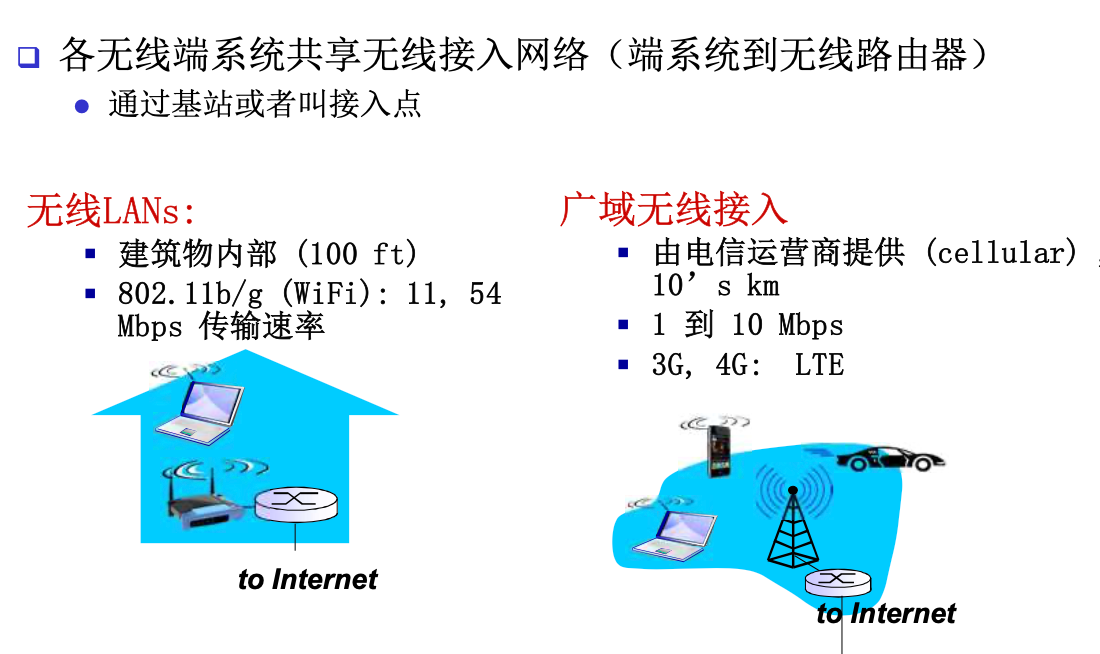 各无线端系统共享无线接入网络（端系统到无线路由器）
通过基站或者叫接入点
无线LANs:
建筑物内部 (100 ft)
802.11b/g (WiFi): 11, 54
Mbps 传输速率
to Internet
广域无线接入
由电信运营商提供 (cellular) ,
10’s km
1 到 10 Mbps
3G, 4G: LTE
to Internet